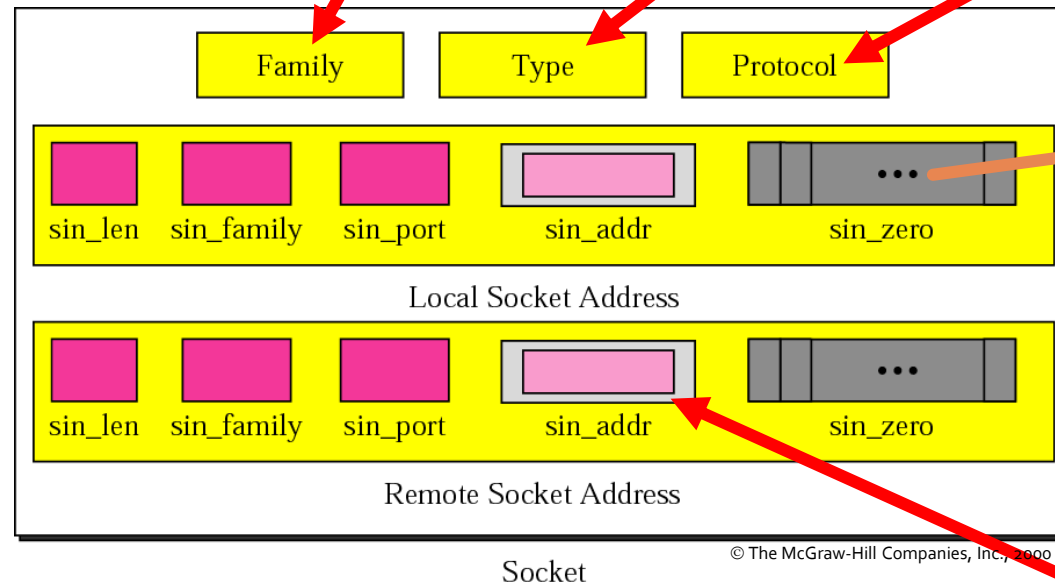 Family Type Protocol
sin_len sin_family sin_port sin_addr sin_zero
Local Socket Address
sin_len sin_family sin_port sin_addr sin_zero
Remote Socket Address
© The McGraw-Hill Companies, Inc., 2000
Socket